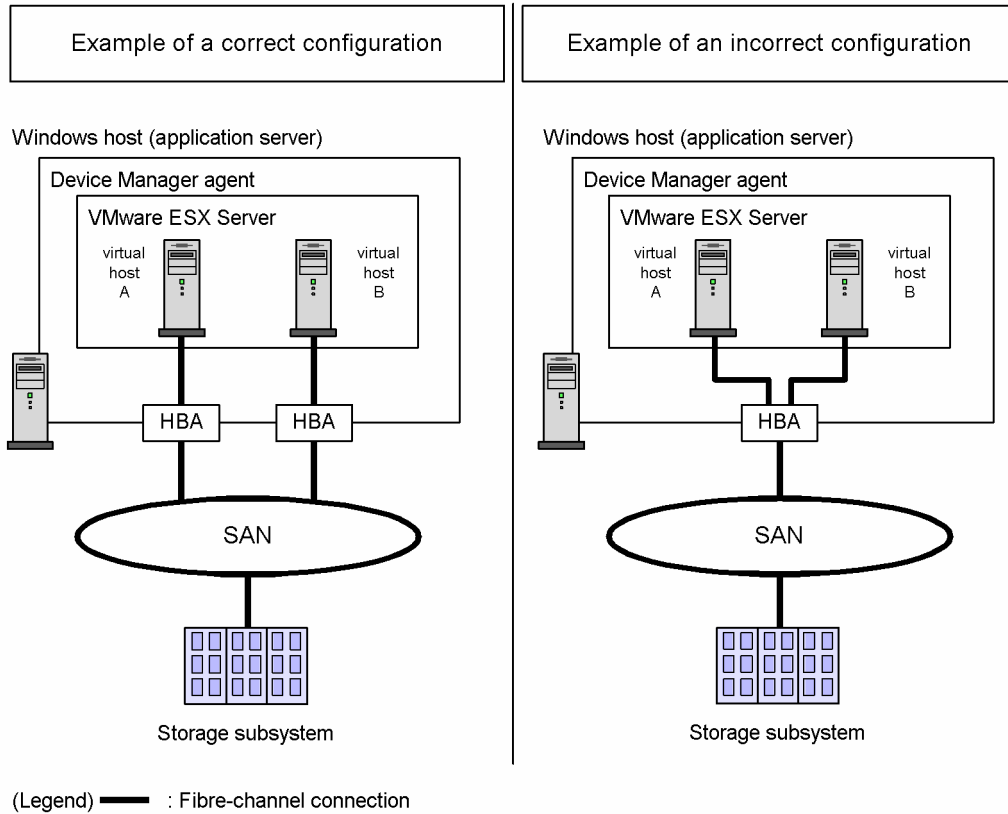 Example of a correct configuration
Windows host (application server)
Device Manager agent
VMware ESX Server
virtual
host
A
virtual
host
B
HBA
HBA
SAN
Storage subsystem
Example of an incorrect configuration
Windows host (application server)
Device Manager agent
VMware ESX Server
virtual
host
A
virtual
host
B
HBA
SAN
Storage subsystem
(Legend) : Fibre-channel connection